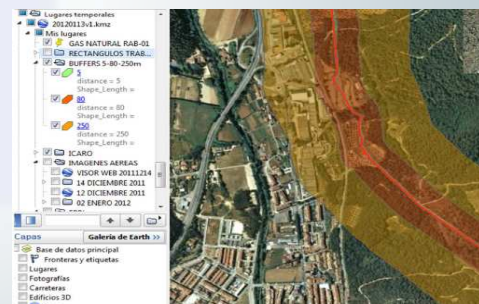 Lugares temporales
20120113v1.kmz
Mis lugares
GAS NATURAL RAB-01
RECTANGULOS TRAB...
BUFFERS 5-80-250m
5
distance = 5
Shape_Length =
80
distance = 80
Shape_Length =
250
distance = 250
Shape_Length =
ICARO
IMAGENES AEREAS
VISOR WEB 20111214
14 DICIEMBRE 2011
12 DICIEMBRE 2011
02 ENERO 2012
Capas
Galería de Earth >>
Base de datos principal
Fronteras y etiquetas
Lugares
Fotografías
Carreteras
Edificios 3D